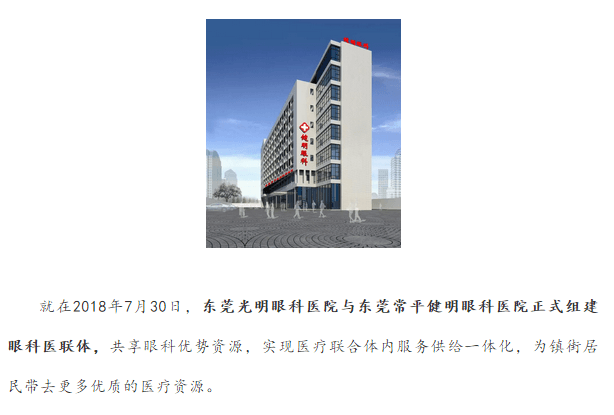 健明眼科
就在2018年7月30日，东莞光明眼科医院与东莞常平健明眼科医院正式组建
眼科医联体，共享眼科优势资源，实现医疗联合体内服务供给一体化，为镇街居
民带去更多优质的医疗资源。